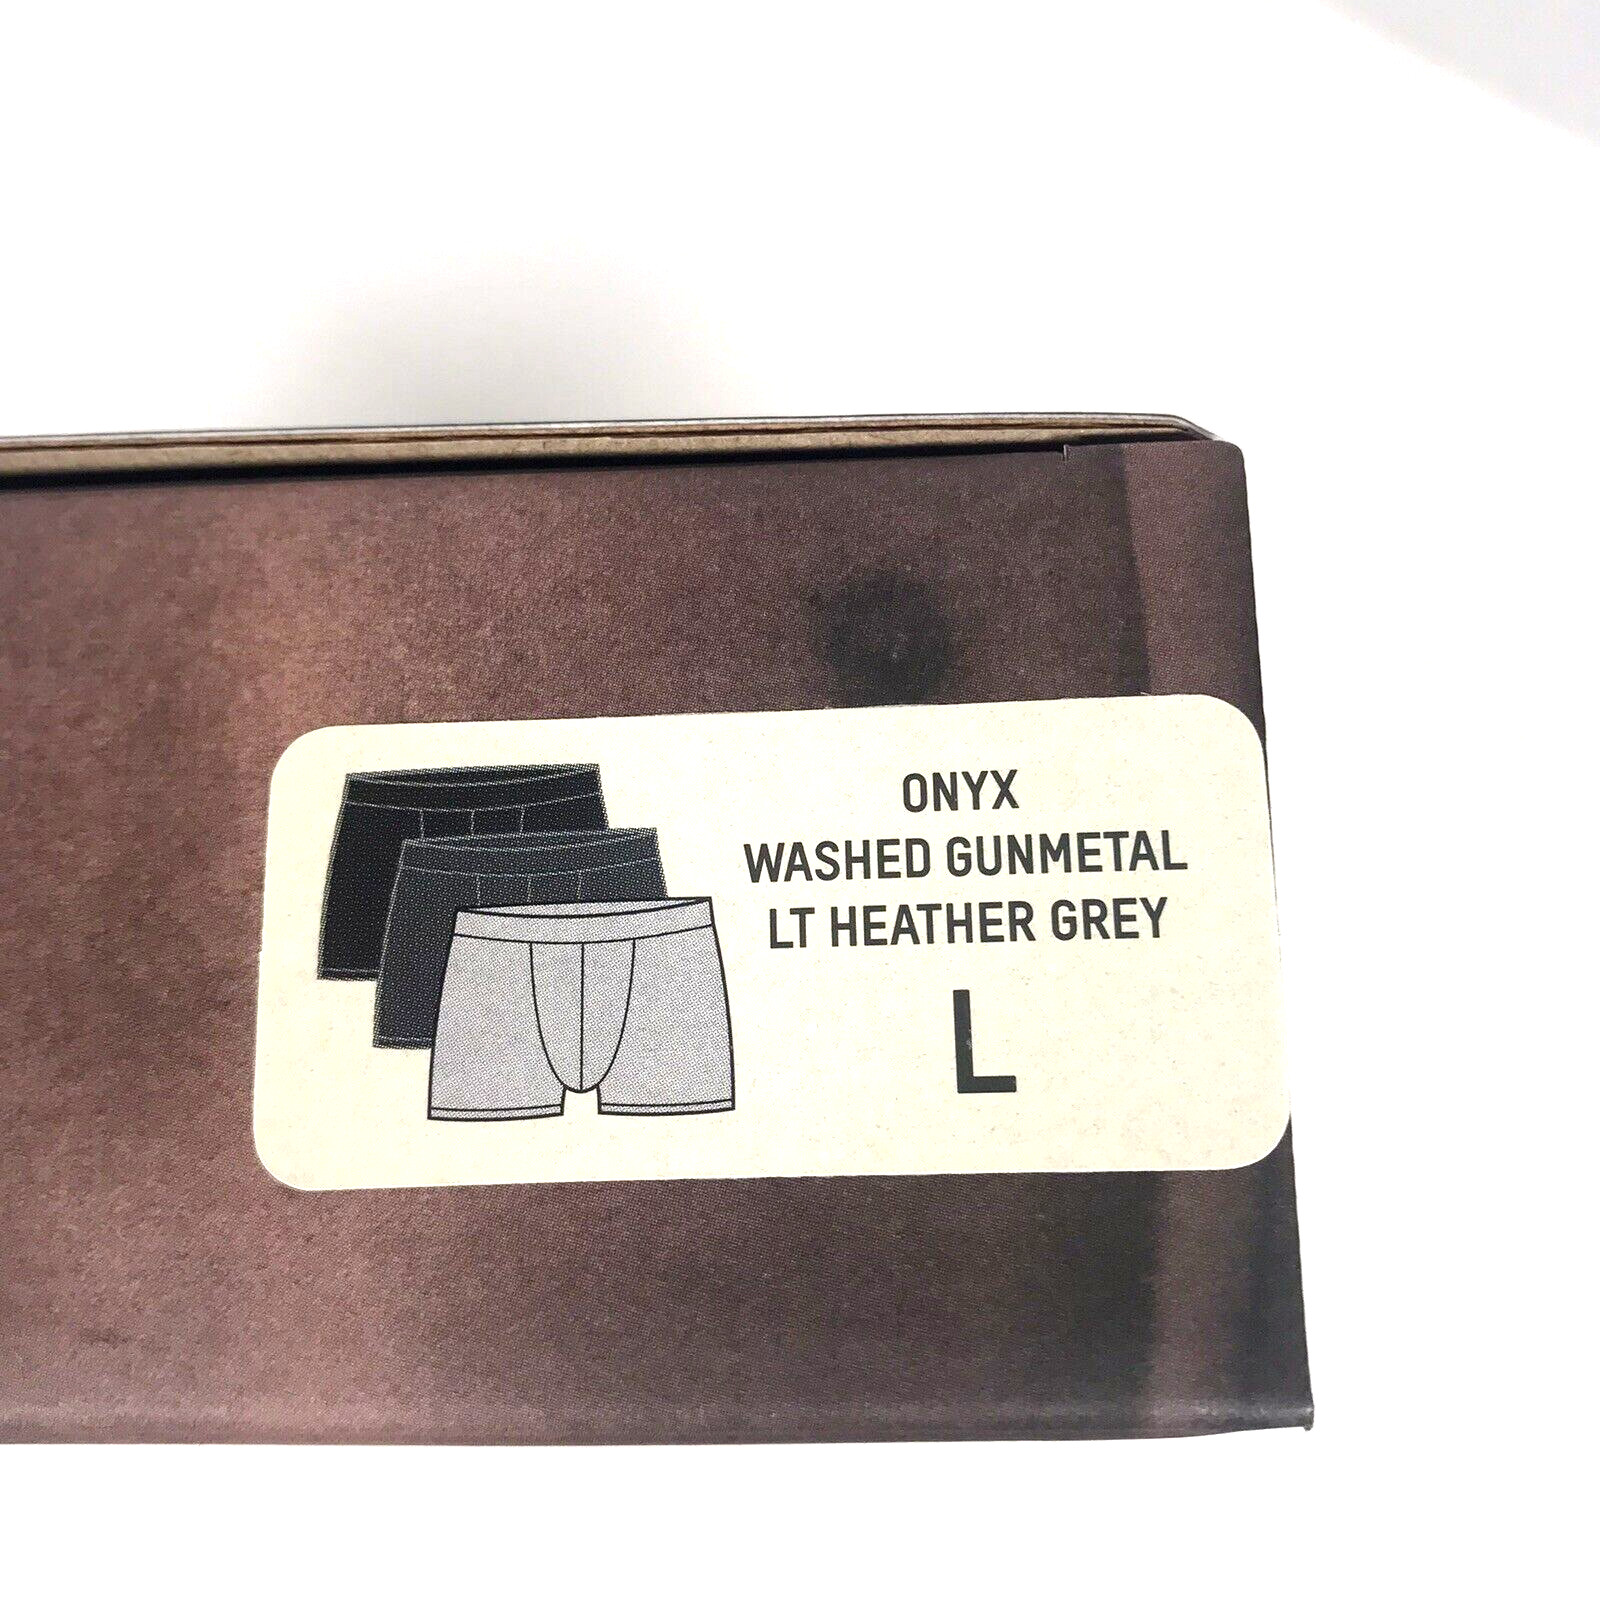 ONYX
WASHED GUNMETAL
LT HEATHER GREY
L